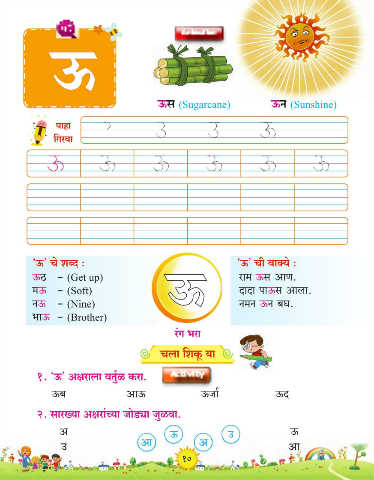 ऊ
ऊस (Sugarcane)
ऊन (Sunshine)
पाहा
गिरवा
ऊ ऊ ऊ ऊ ऊ ऊ
'ऊ' चे शब्द :
ऊठ – (Get up)
मऊ – (Soft)
नऊ – (Nine)
भाऊ – (Brother)
ऊ
रंग भरा
'ऊ' ची वाक्ये :
राम ऊस आण.
दादा पाऊस आला.
नमन ऊन बघ.
चला शिकू या
Activity
१. 'ऊ' अक्षराला वर्तुळ करा.
ऊब आऊ ऊर्जा ऊद
२. सारख्या अक्षरांच्या जोड्या जुळवा.
अ ऊ
उ आ
आ ऊ अ उ
१७